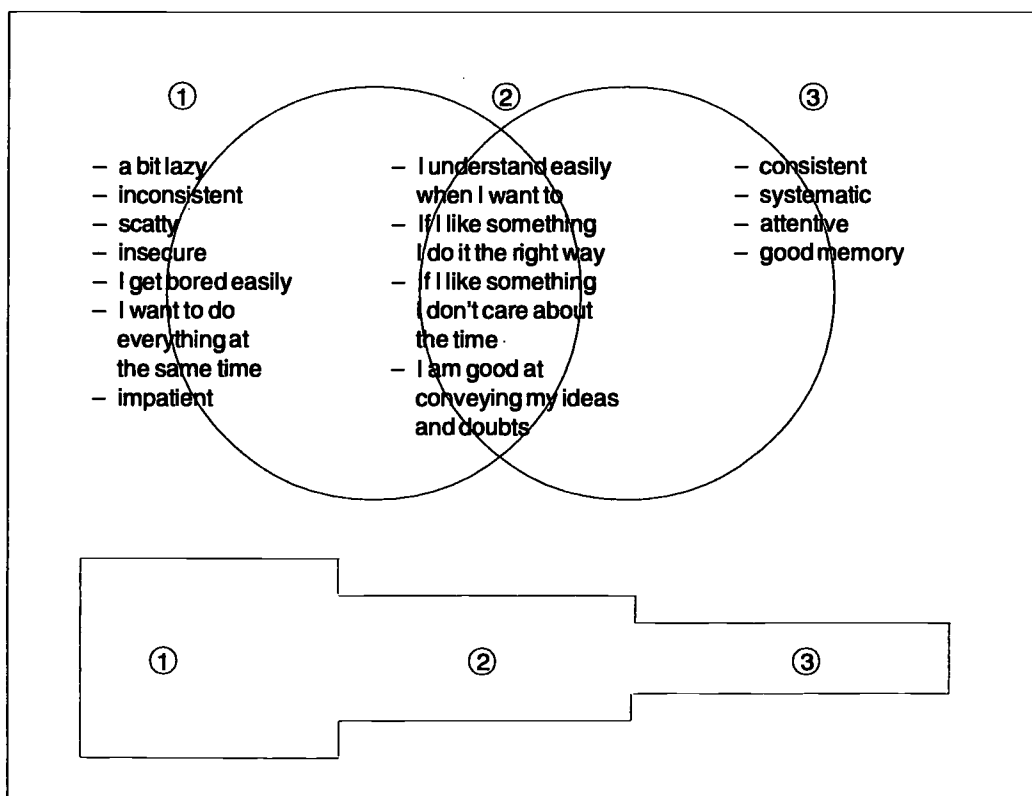 ① ② ③
– a bit lazy
– inconsistent
– scatty
– insecure
– I get bored easily
– I want to do
everything at
the same time
– impatient
– I understand easily
when I want to
– If I like something
I do it the right way
– If I like something
I don't care about
the time
– I am good at
conveying my ideas
and doubts
– consistent
– systematic
– attentive
– good memory
① ② ③